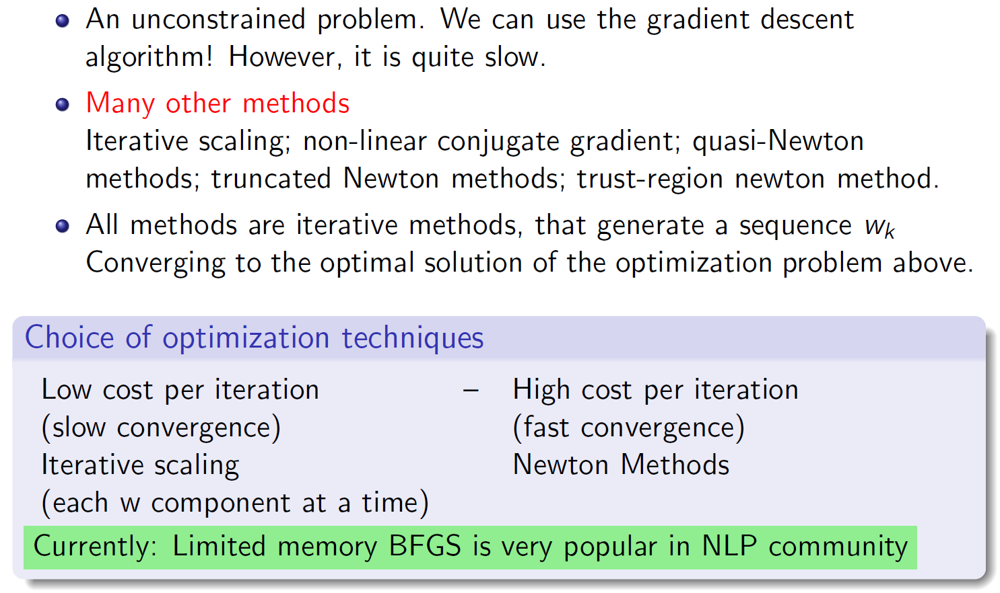 An unconstrained problem. We can use the gradient descent
algorithm! However, it is quite slow.
Many other methods
Iterative scaling; non-linear conjugate gradient; quasi-Newton
methods; truncated Newton methods; trust-region newton method.
All methods are iterative methods, that generate a sequence w_k
Converging to the optimal solution of the optimization problem above.
Choice of optimization techniques
Low cost per iteration – High cost per iteration
(slow convergence) (fast convergence)
Iterative scaling Newton Methods
(each w component at a time)
Currently: Limited memory BFGS is very popular in NLP community